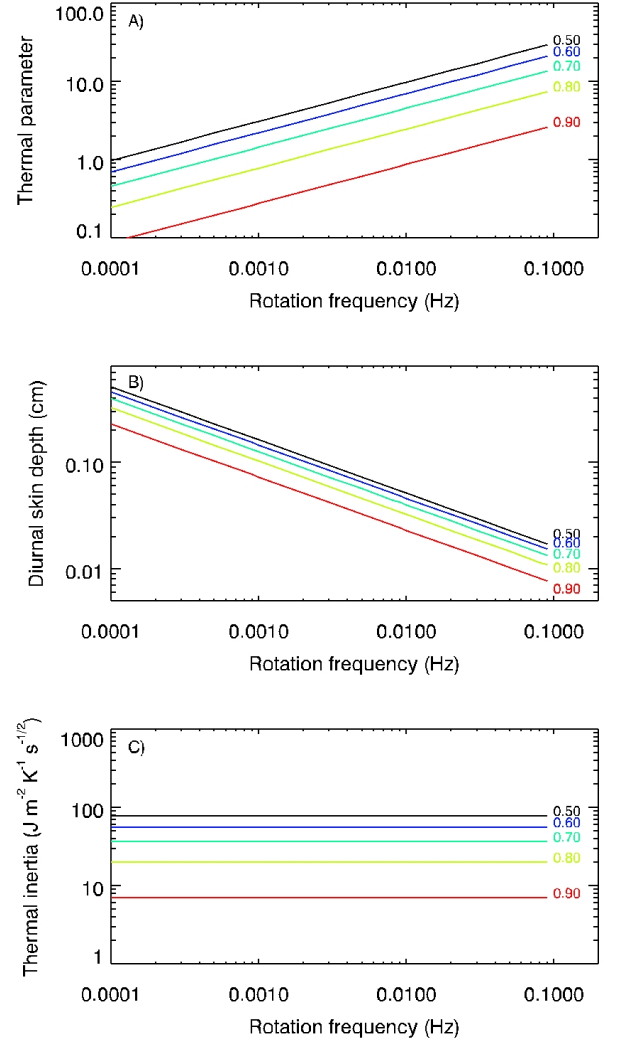 A)
Thermal parameter
100.0
10.0
1.0
0.1
0.50
0.60
0.70
0.80
0.90
0.0001 0.0010 0.0100 0.1000
Rotation frequency (Hz)
B)
Diurnal skin depth (cm)
0.10
0.01
0.50
0.60
0.70
0.80
0.90
0.0001 0.0010 0.0100 0.1000
Rotation frequency (Hz)
C)
Thermal inertia (J m⁻² K⁻¹ s⁻¹/²)
1000
100
10
1
0.50
0.60
0.70
0.80
0.90
0.0001 0.0010 0.0100 0.1000
Rotation frequency (Hz)